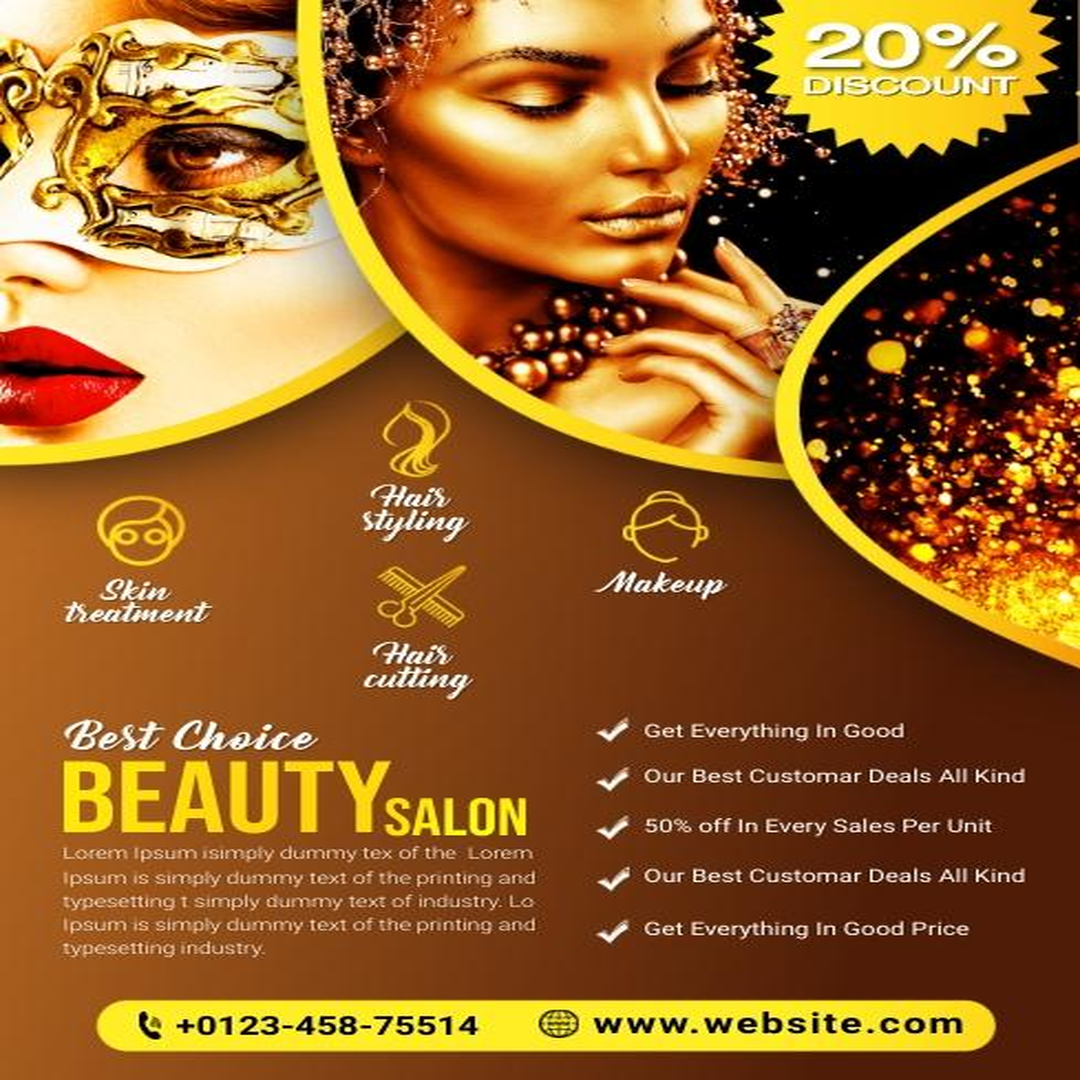 20%
DISCOUNT
Hair
styling
Skin
treatment
Makeup
Hair
cutting
Best Choice
BEAUTY SALON
Lorem Ipsum isimply dummy tex of the Lorem
Ipsum is simply dummy text of the printing and
typesetting t simply dummy text of industry. Lo
Ipsum is simply dummy text of the printing and
typesetting industry.
Get Everything In Good
Our Best Customar Deals All Kind
50% off In Every Sales Per Unit
Our Best Customar Deals All Kind
Get Everything In Good Price
+0123-458-75514
www.website.com